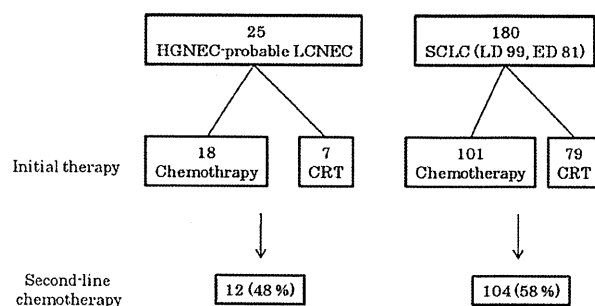 25
HGNEC-probable LCNEC
180
SCLC (LD 99, ED 81)
Initial therapy
18
Chemothrapy
7
CRT
101
Chemotherapy
79
CRT
Second-line
chemotherapy
12 (48 %)
104 (58 %)